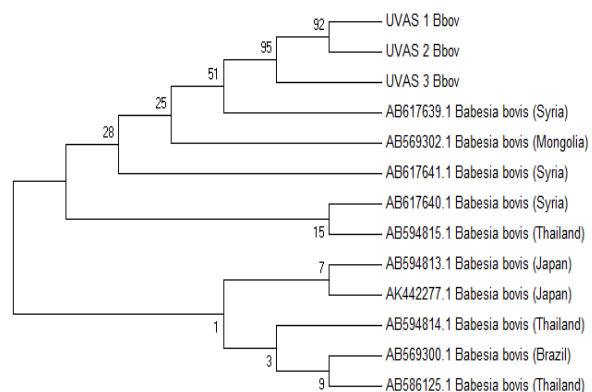 92
UVAS 1 Bbov
UVAS 2 Bbov
95
UVAS 3 Bbov
51
AB617639.1 Babesia bovis (Syria)
25
AB569302.1 Babesia bovis (Mongolia)
28
AB617641.1 Babesia bovis (Syria)
AB617640.1 Babesia bovis (Syria)
15
AB594815.1 Babesia bovis (Thailand)
7
AB594813.1 Babesia bovis (Japan)
AK442277.1 Babesia bovis (Japan)
1
AB594814.1 Babesia bovis (Thailand)
3
AB569300.1 Babesia bovis (Brazil)
9
AB586125.1 Babesia bovis (Thailand)